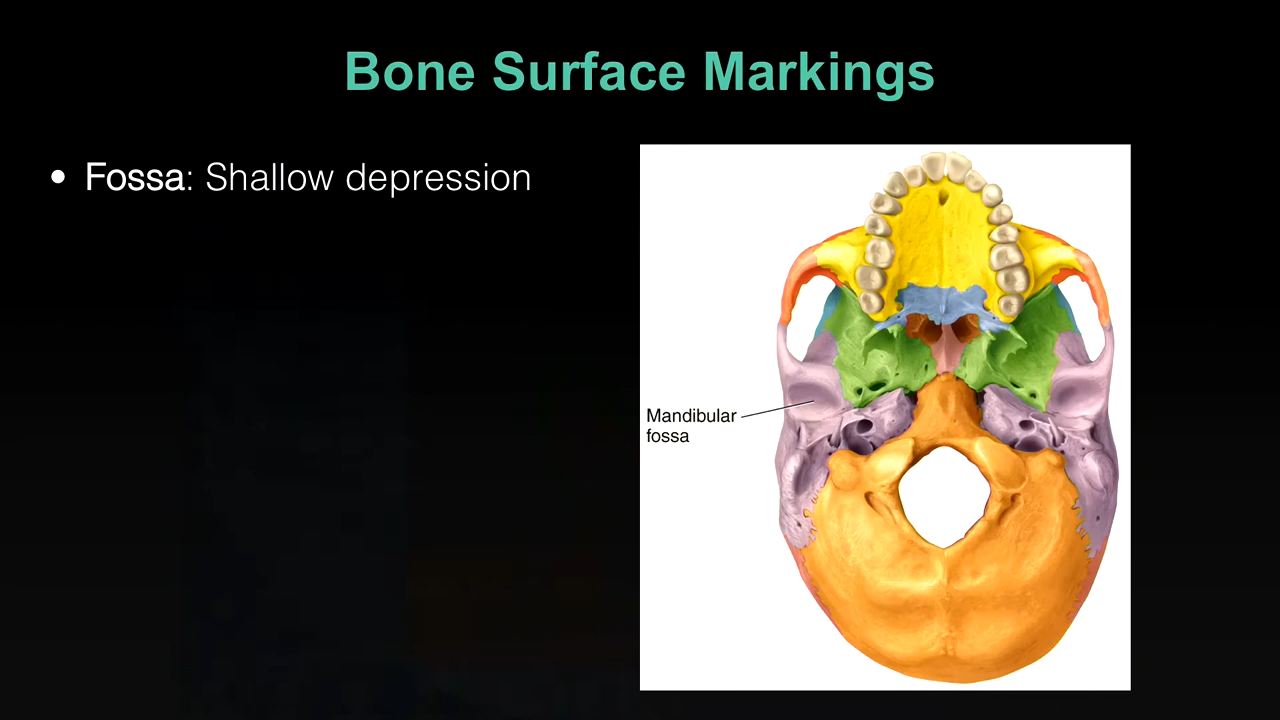 Bone Surface Markings
• Fossa: Shallow depression
Mandibular
fossa